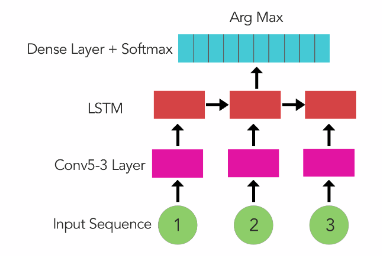 Arg Max
Dense Layer + Softmax
LSTM
Conv5-3 Layer
Input Sequence 1 2 3